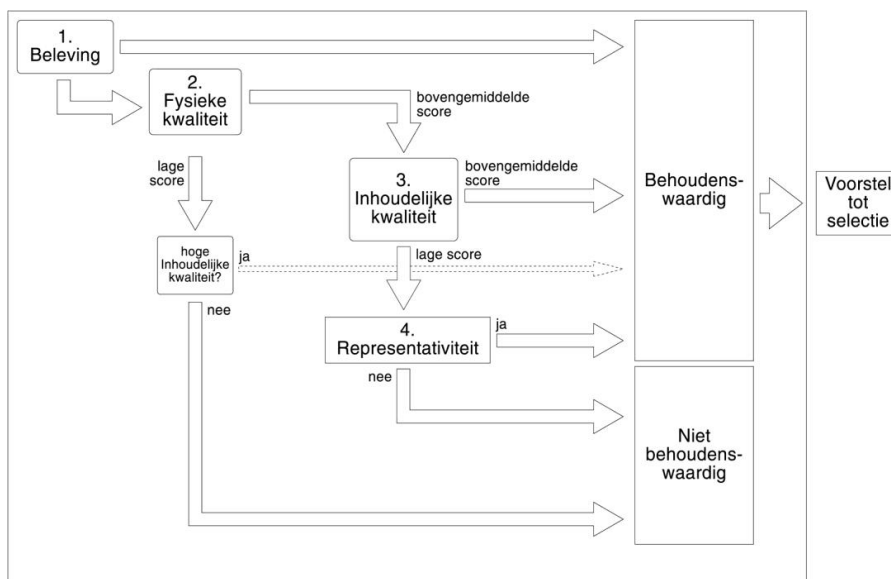 1.
Beleving
2.
Fysieke
kwaliteit
bovengemiddelde
score
lage
score
3.
Inhoudelijke
kwaliteit
bovengemiddelde
score
Behoudens-
waardig
Voorstel
tot
selectie
hoge
Inhoudelijke
kwaliteit?
ja
nee
lage score
4.
Representativiteit
ja
nee
Niet
behoudens-
waardig